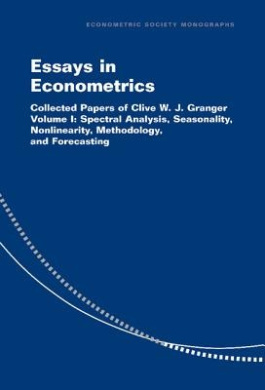 ECONOMETRIC SOCIETY MONOGRAPHS
Essays in
Econometrics
Collected Papers of Clive W. J. Granger
Volume I: Spectral Analysis, Seasonality,
Nonlinearity, Methodology,
and Forecasting